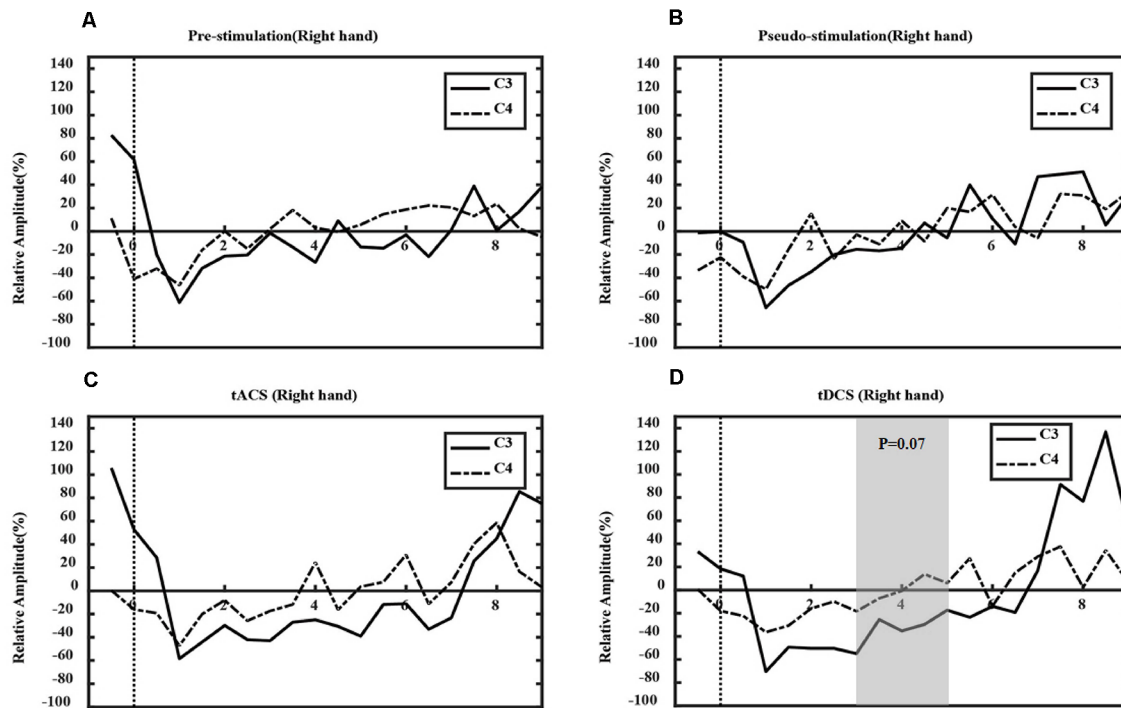 A
Pre-stimulation(Right hand)
140
120
100
80
60
40
20
0
-20
-40
-60
-80
-100
Relative Amplitude(%)
0 2 4 6 8
C3
C4
B
Pseudo-stimulation(Right hand)
140
120
100
80
60
40
20
0
-20
-40
-60
-80
-100
Relative Amplitude(%)
0 2 4 6 8
C3
C4
C
tACS (Right hand)
140
120
100
80
60
40
20
0
-20
-40
-60
-80
-100
Relative Amplitude(%)
0 2 4 6 8
C3
C4
D
tDCS (Right hand)
140
120
100
80
60
40
20
0
-20
-40
-60
-80
-100
Relative Amplitude(%)
0 2 4 6 8
P=0.07
C3
C4